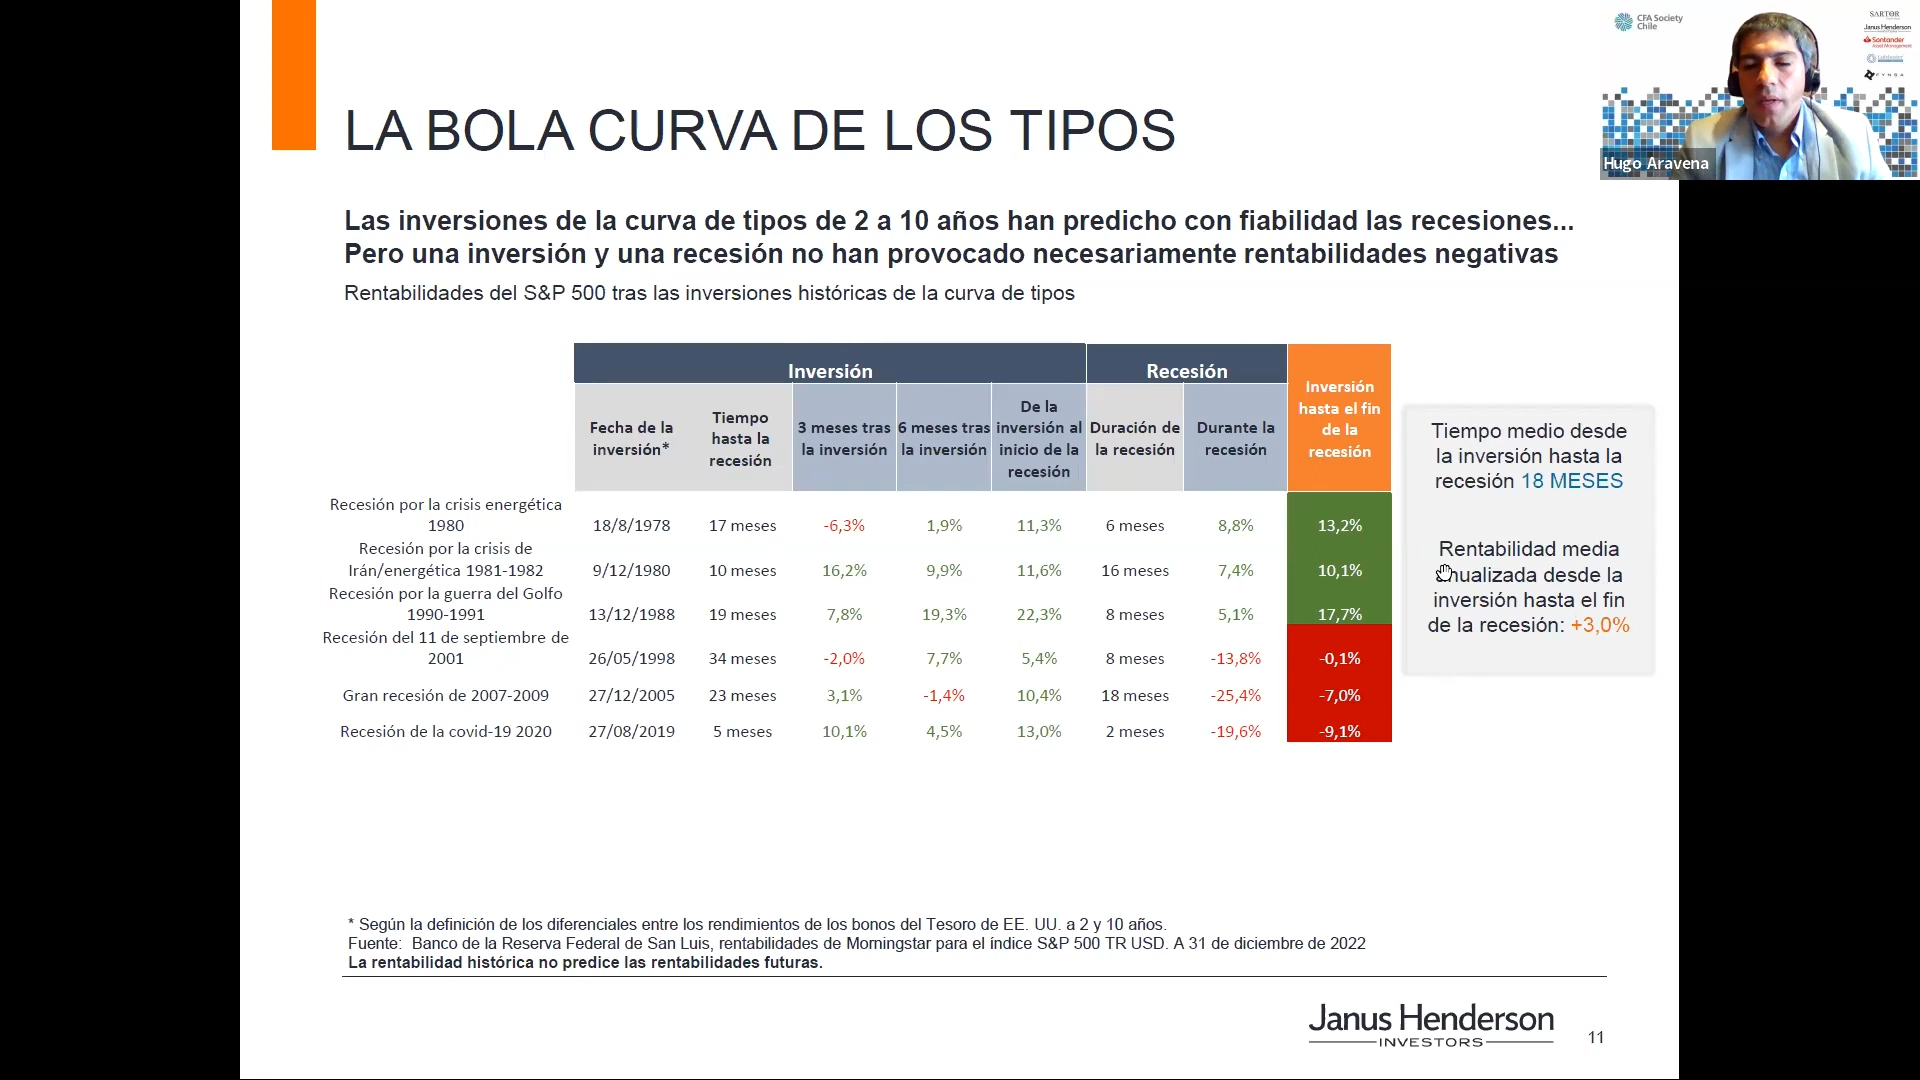 CFA Society
Chile
SARTOR
Janus Henderson
Santander
Asset Management
FYNSA
Hugo Aravena
LA BOLA CURVA DE LOS TIPOS
Las inversiones de la curva de tipos de 2 a 10 años han predicho con fiabilidad las recesiones...
Pero una inversión y una recesión no han provocado necesariamente rentabilidades negativas
Rentabilidades del S&P 500 tras las inversiones históricas de la curva de tipos
Inversión
Recesión
Inversión
hasta el fin
de la
recesión
Fecha de la
inversión*
Tiempo
hasta la
recesión
3 meses tras
la inversión
6 meses tras
la inversión
De la
inversión al
inicio de la
recesión
Duración de
la recesión
Durante la
recesión
Recesión por la crisis energética
1980 18/8/1978 17 meses -6,3% 1,9% 11,3% 6 meses 8,8% 13,2%
Recesión por la crisis de
Irán/energética 1981-1982 9/12/1980 10 meses 16,2% 9,9% 11,6% 16 meses 7,4% 10,1%
Recesión por la guerra del Golfo
1990-1991 13/12/1988 19 meses 7,8% 19,3% 22,3% 8 meses 5,1% 17,7%
Recesión del 11 de septiembre de
2001 26/05/1998 34 meses -2,0% 7,7% 5,4% 8 meses -13,8% -0,1%
Gran recesión de 2007-2009 27/12/2005 23 meses 3,1% -1,4% 10,4% 18 meses -25,4% -7,0%
Recesión de la covid-19 2020 27/08/2019 5 meses 10,1% 4,5% 13,0% 2 meses -19,6% -9,1%
Tiempo medio desde
la inversión hasta la
recesión 18 MESES
Rentabilidad media
anualizada desde la
inversión hasta el fin
de la recesión: +3,0%
* Según la definición de los diferenciales entre los rendimientos de los bonos del Tesoro de EE. UU. a 2 y 10 años.
Fuente: Banco de la Reserva Federal de San Luis, rentabilidades de Morningstar para el índice S&P 500 TR USD. A 31 de diciembre de 2022
La rentabilidad histórica no predice las rentabilidades futuras.
Janus Henderson
INVESTORS
11